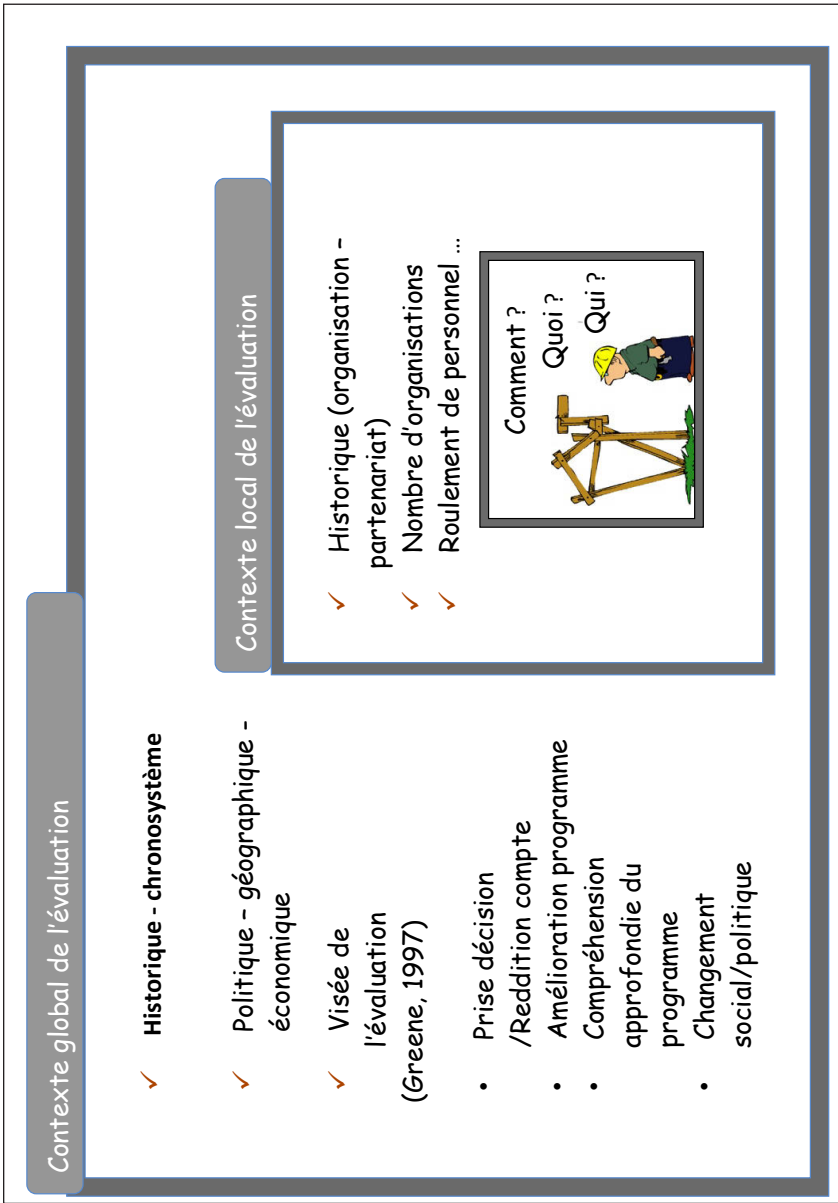 Contexte global de l'évaluation
✓ Historique - chronosystème
✓ Politique – géographique -
économique
✓ Visée de
l'évaluation
(Greene, 1997)
• Prise décision
/Reddition compte
• Amélioration programme
• Compréhension
approfondie du
programme
• Changement
social/politique
Contexte local de l'évaluation
✓ Historique (organisation –
partenariat)
✓ Nombre d'organisations
✓ Roulement de personnel …
Comment ?
Quoi ?
Qui ?